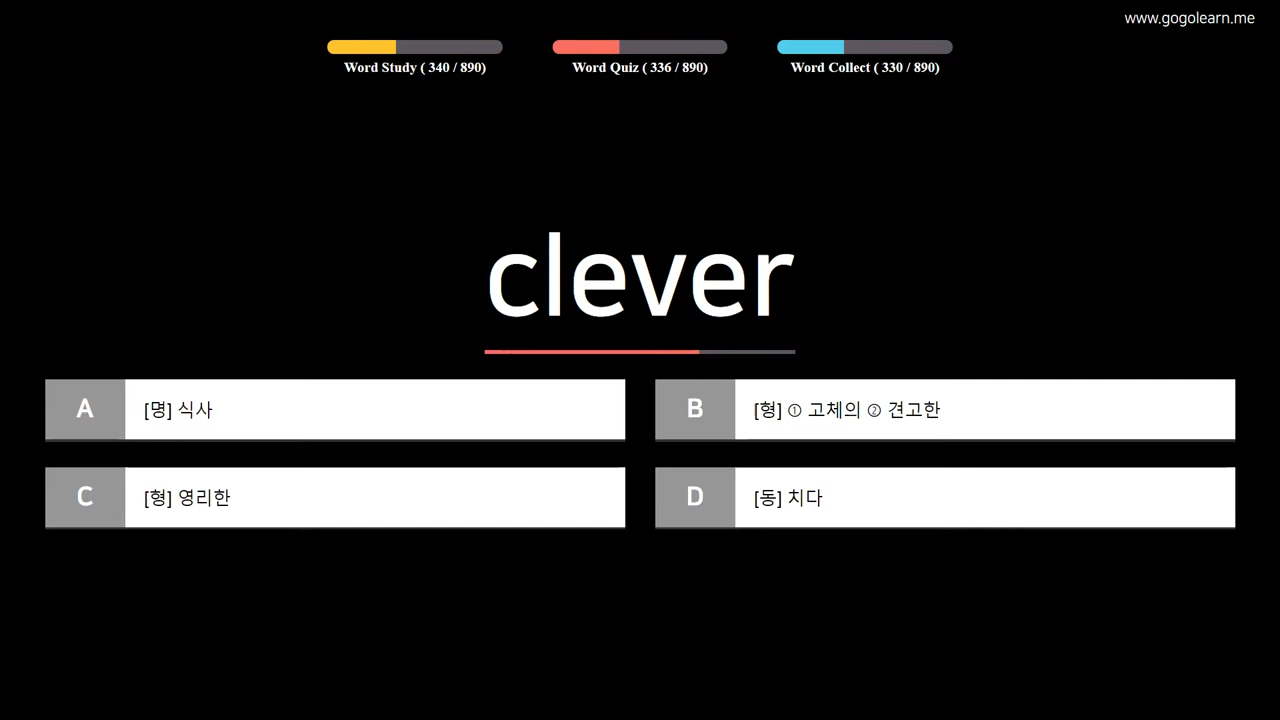 www.gogolearn.me
Word Study ( 340 / 890)
Word Quiz ( 336 / 890)
Word Collect ( 330 / 890)
clever
A [명] 식사
B [형] ① 고체의 ② 견고한
C [형] 영리한
D [동] 치다